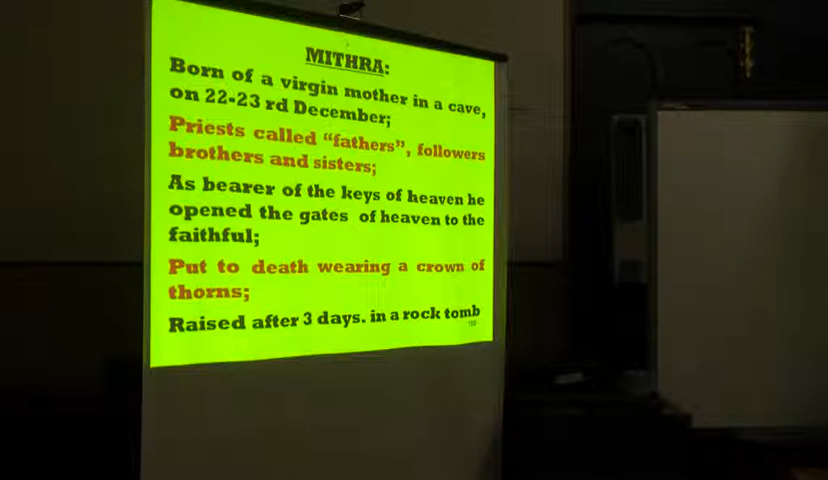 MITHRA:
Born of a virgin mother in a cave,
on 22-23 rd December;
Priests called “fathers”, followers
brothers and sisters;
As bearer of the keys of heaven he
opened the gates of heaven to the
faithful;
Put to death wearing a crown of
thorns;
Raised after 3 days. in a rock tomb